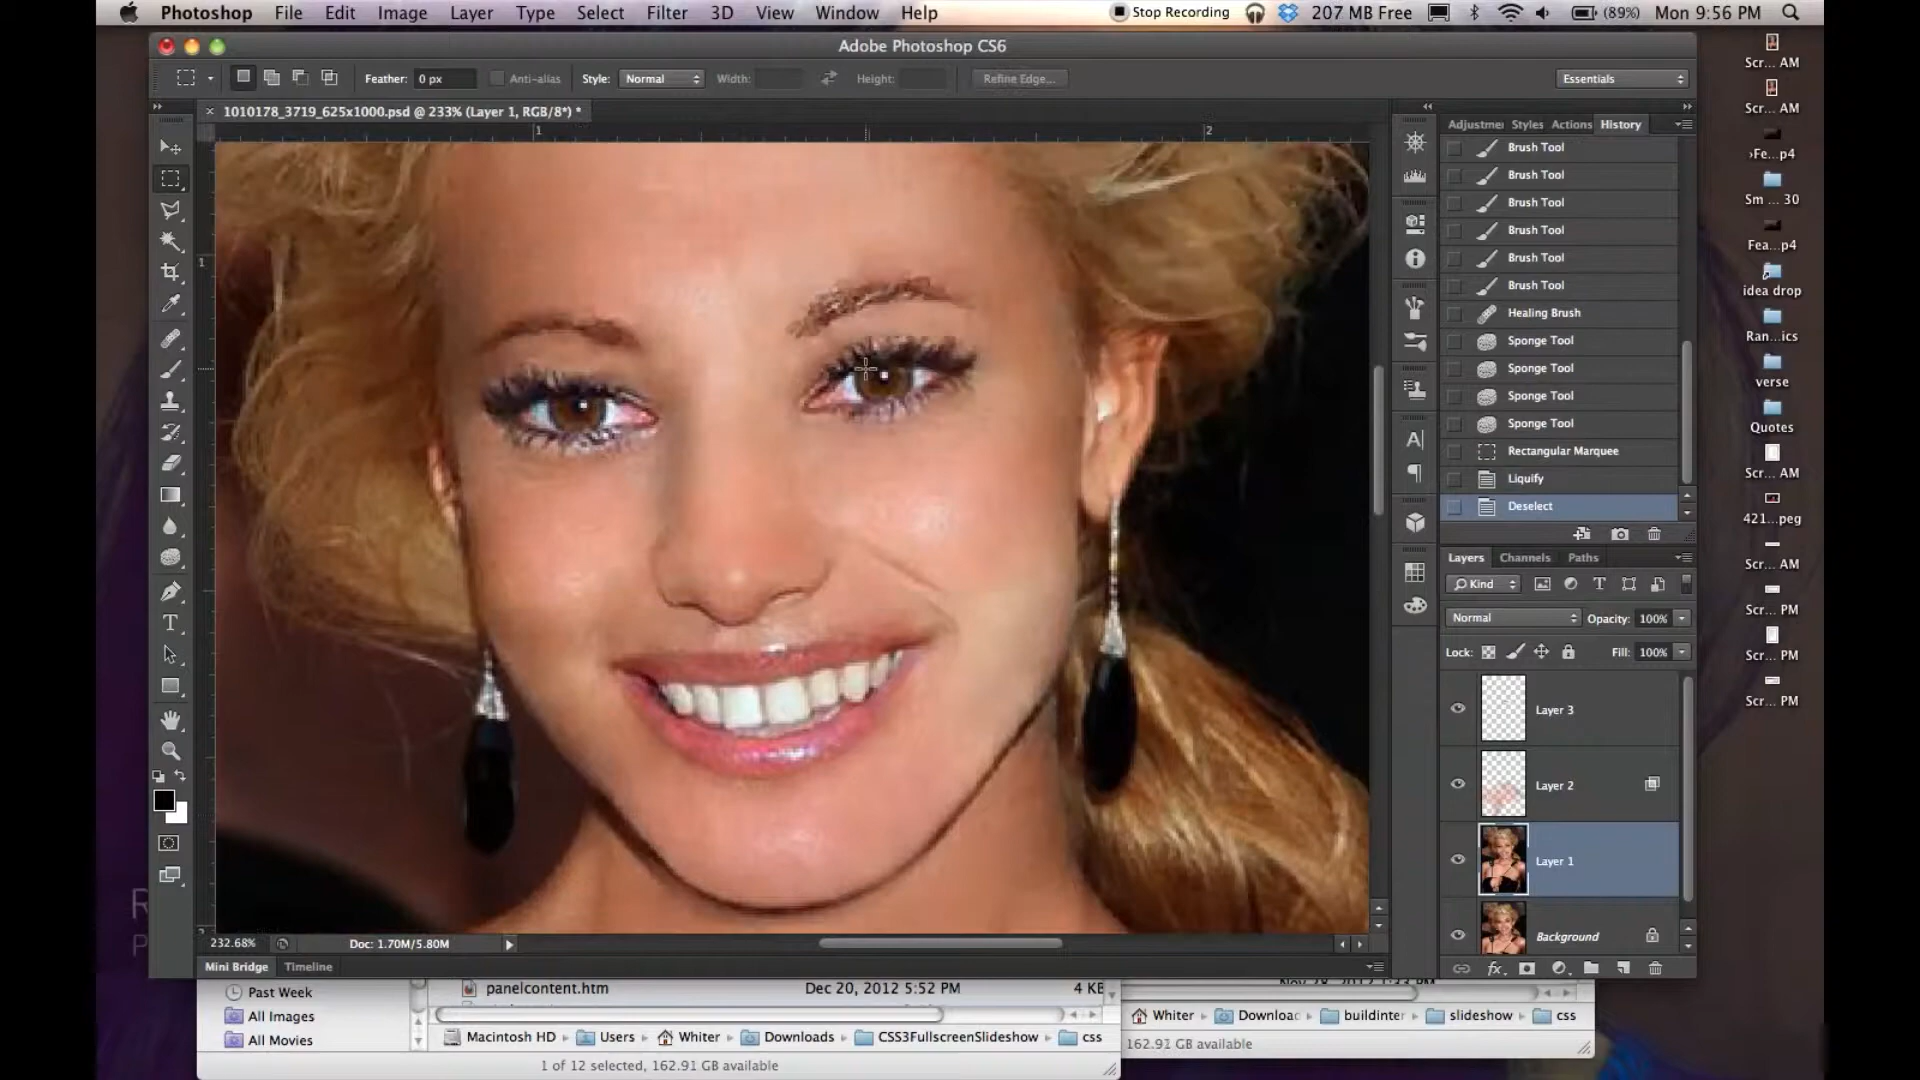 Photoshop File Edit Image Layer Type Select Filter 3D View Window Help Stop Recording 207 MB Free (89%) Mon 9:56 PM
Adobe Photoshop CS6
Feather: 0 px Anti-alias Style: Normal Width: Height: Refine Edge... Essentials
× 1010178_3719_625x1000.psd @ 233% (Layer 1, RGB/8*) *
Adjustmen Styles Actions History
1 2
1
Brush Tool
Brush Tool
Brush Tool
Brush Tool
Brush Tool
Brush Tool
Healing Brush
Sponge Tool
Sponge Tool
Sponge Tool
Sponge Tool
Rectangular Marquee
Liquify
Deselect
Layers Channels Paths
Kind
Normal Opacity: 100%
Lock: Fill: 100%
Layer 3
Layer 2
Layer 1
Background
Scr... AM
Scr... AM
›Fe...p4
Sm ... 30
Fea...p4
idea drop
Ran...ics
verse
Quotes
Scr... AM
421...peg
Scr... AM
Scr... PM
Scr... PM
Scr... PM
232.68% Doc: 1.70M/5.80M
Mini Bridge Timeline
Past Week
All Images
All Movies
panelcontent.htm Dec 20, 2012 5:52 PM 4 KB
Macintosh HD Users Whiter Downloads CSS3FullscreenSlideshow css
1 of 12 selected, 162.91 GB available
Whiter Downloac buildinter slideshow css
162.91 GB available
R
P